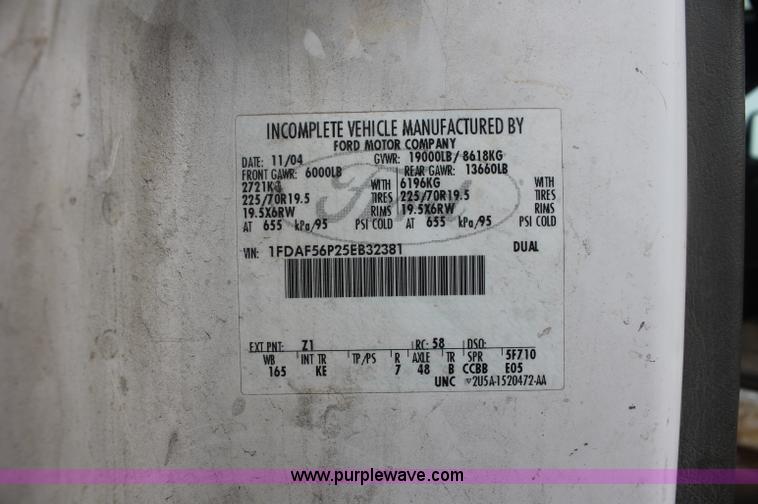 INCOMPLETE VEHICLE MANUFACTURED BY
FORD MOTOR COMPANY
DATE: 11/04 GVWR: 19000LB/ 8618KG
FRONT GAWR: 6000LB REAR GAWR: 13660LB
2721KG WITH 6196KG WITH
225/70R19.5 TIRES 225/70R19.5 TIRES
19.5X6RW RIMS 19.5X6RW RIMS
AT 655 kPa/95 PSI COLD AT 655 kPa/95 PSI COLD
VIN: 1FDAF56P25EB32381 DUAL
EXT PNT: Z1 RC: 58 DSO:
WB INT TR TP/PS R AXLE TR SPR 5F710
165 KE 7 48 B CCBB E05
UNC 2U5A-1520472-AA
www.purplewave.com